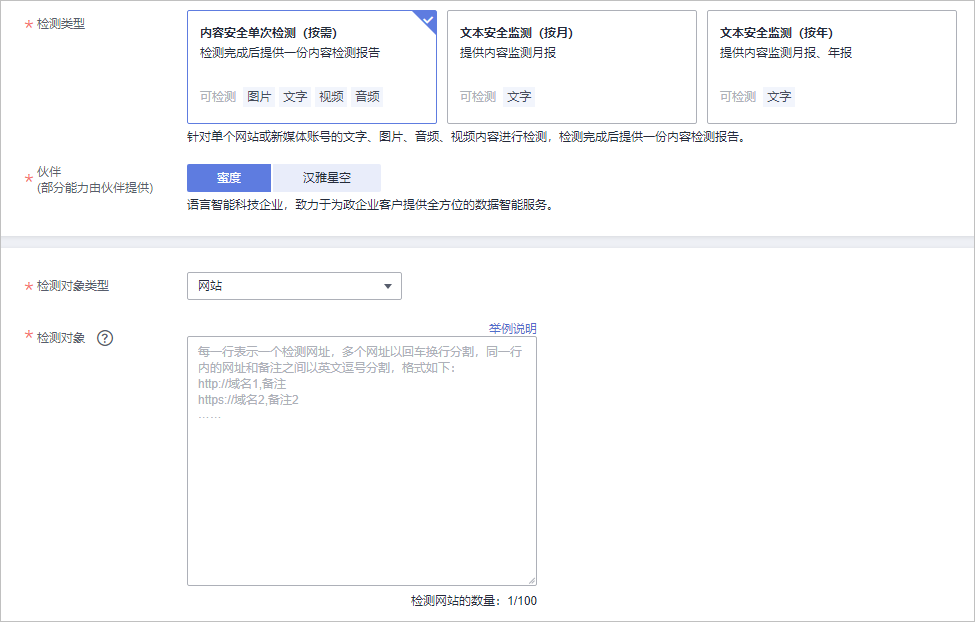 * 检测类型
内容安全单次检测（按需）
检测完成后提供一份内容检测报告
可检测 图片 文字 视频 音频
文本安全监测（按月）
提供内容监测月报
可检测 文字
文本安全监测（按年）
提供内容监测月报、年报
可检测 文字
针对单个网站或新媒体账号的文字、图片、音频、视频内容进行检测，检测完成后提供一份内容检测报告。
* 伙伴
(部分能力由伙伴提供)
蜜度 汉雅星空
语言智能科技企业，致力于为政企业客户提供全方位的数据智能服务。
* 检测对象类型
网站
* 检测对象 ?
举例说明
每一行表示一个检测网址，多个网址以回车换行分割，同一行
内的网址和备注之间以英文逗号分割，格式如下：
http://域名1,备注
https://域名2,备注2
……
检测网站的数量：1/100